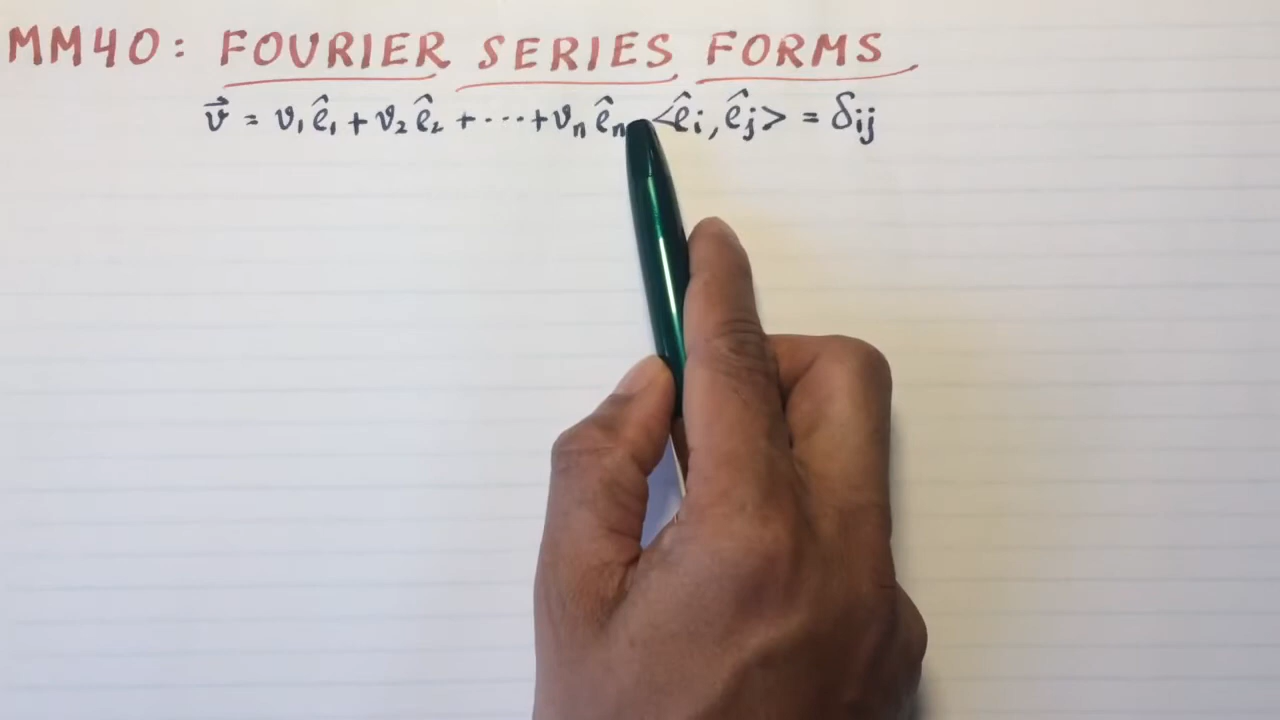 MM40: FOURIER SERIES FORMS
v⃗ = v₁ê₁ + v₂ê₂ + ··· + vₙêₙ <êᵢ, êⱼ> = δᵢⱼ